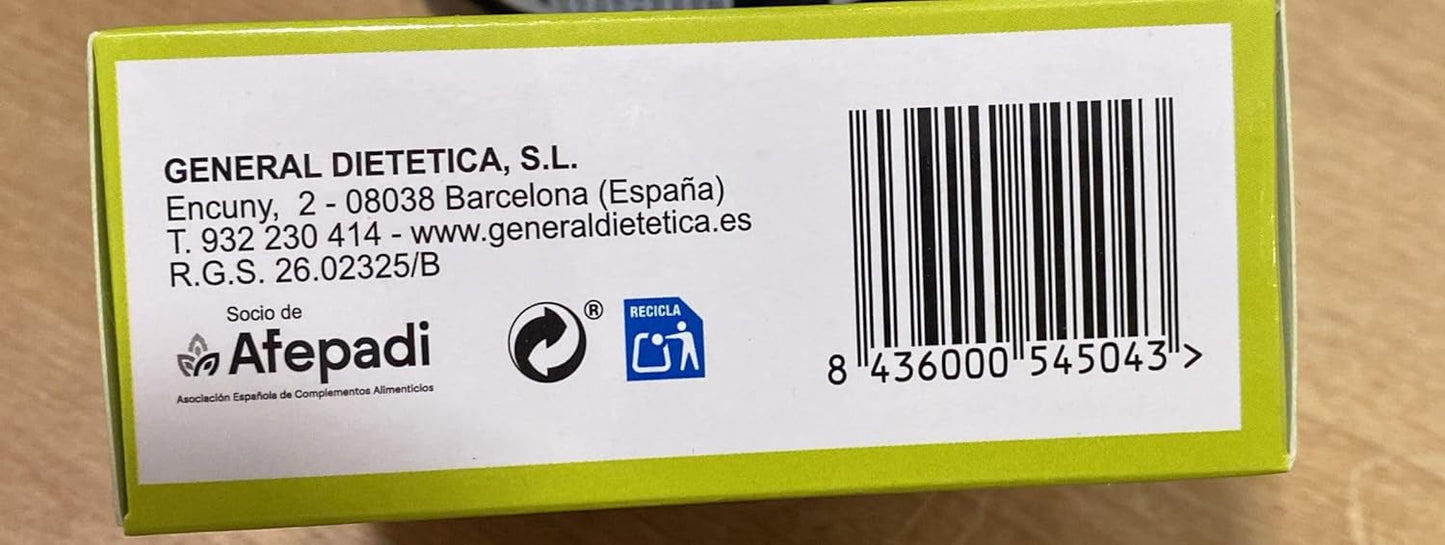 GENERAL DIETETICA, S.L.
Encuny, 2 - 08038 Barcelona (España)
T. 932 230 414 - www.generaldietetica.es
R.G.S. 26.02325/B
Socio de
Afepadi
Asociación Española de Complementos Alimenticios
®
RECICLA
8 436000 545043 >